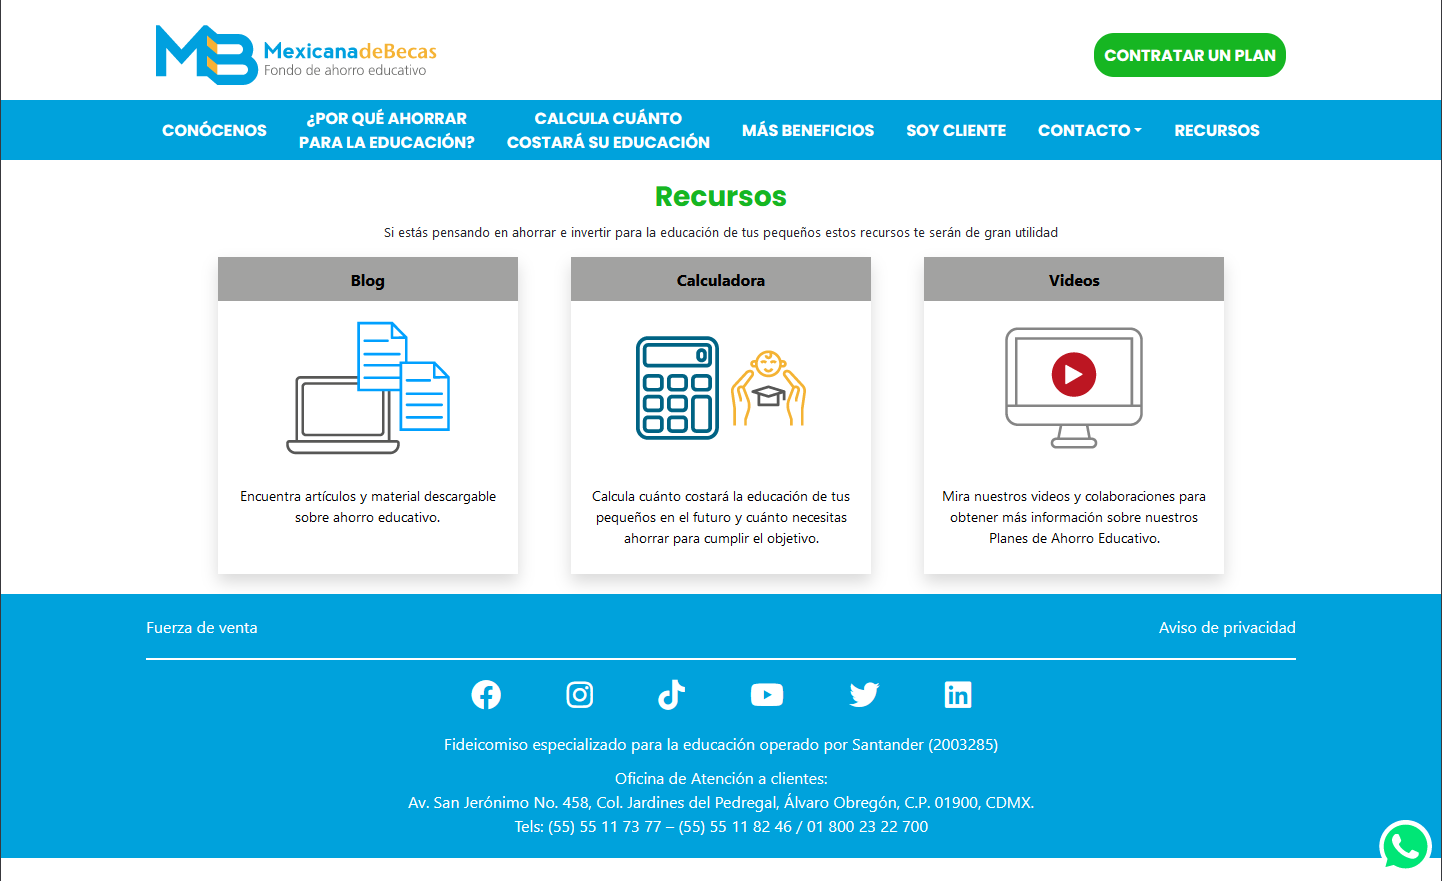 MB MexicanadeBecas
Fondo de ahorro educativo
CONTRATAR UN PLAN
CONÓCENOS
¿POR QUÉ AHORRAR
PARA LA EDUCACIÓN?
CALCULA CUÁNTO
COSTARÁ SU EDUCACIÓN
MÁS BENEFICIOS
SOY CLIENTE
CONTACTO
RECURSOS
Recursos
Si estás pensando en ahorrar e invertir para la educación de tus pequeños estos recursos te serán de gran utilidad
Blog
Encuentra artículos y material descargable
sobre ahorro educativo.
Calculadora
0
Calcula cuánto costará la educación de tus
pequeños en el futuro y cuánto necesitas
ahorrar para cumplir el objetivo.
Videos
Mira nuestros videos y colaboraciones para
obtener más información sobre nuestros
Planes de Ahorro Educativo.
Fuerza de venta
Aviso de privacidad
Fideicomiso especializado para la educación operado por Santander (2003285)
Oficina de Atención a clientes:
Av. San Jerónimo No. 458, Col. Jardines del Pedregal, Álvaro Obregón, C.P. 01900, CDMX.
Tels: (55) 55 11 73 77 – (55) 55 11 82 46 / 01 800 23 22 700